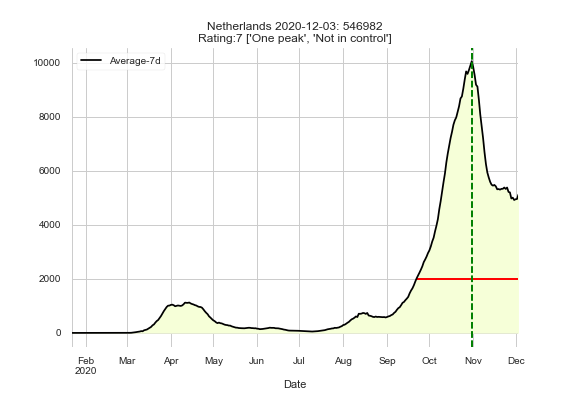 Netherlands 2020-12-03: 546982
Rating:7 ['One peak', 'Not in control']
Average-7d
10000
8000
6000
4000
2000
0
Feb Mar Apr May Jun Jul Aug Sep Oct Nov Dec
2020
Date